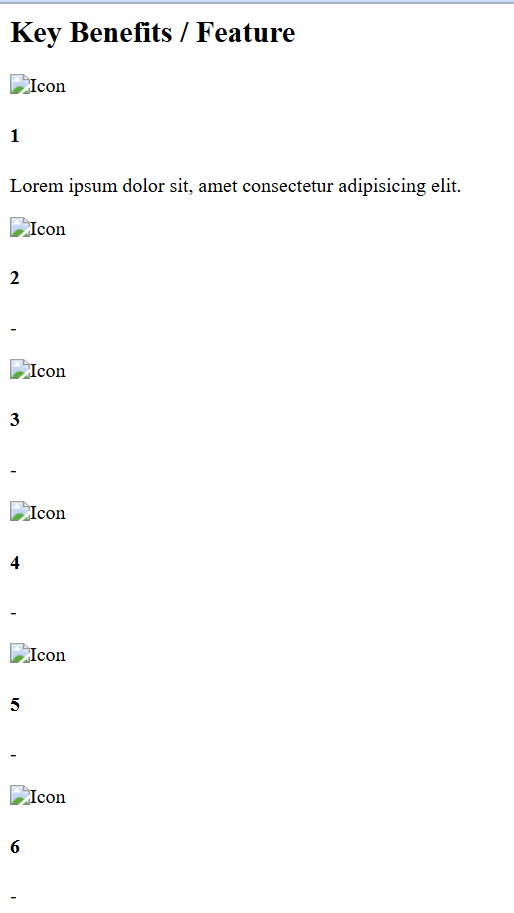 Key Benefits / Feature
Icon
1
Lorem ipsum dolor sit, amet consectetur adipisicing elit.
Icon
2
-
Icon
3
-
Icon
4
-
Icon
5
-
Icon
6
-